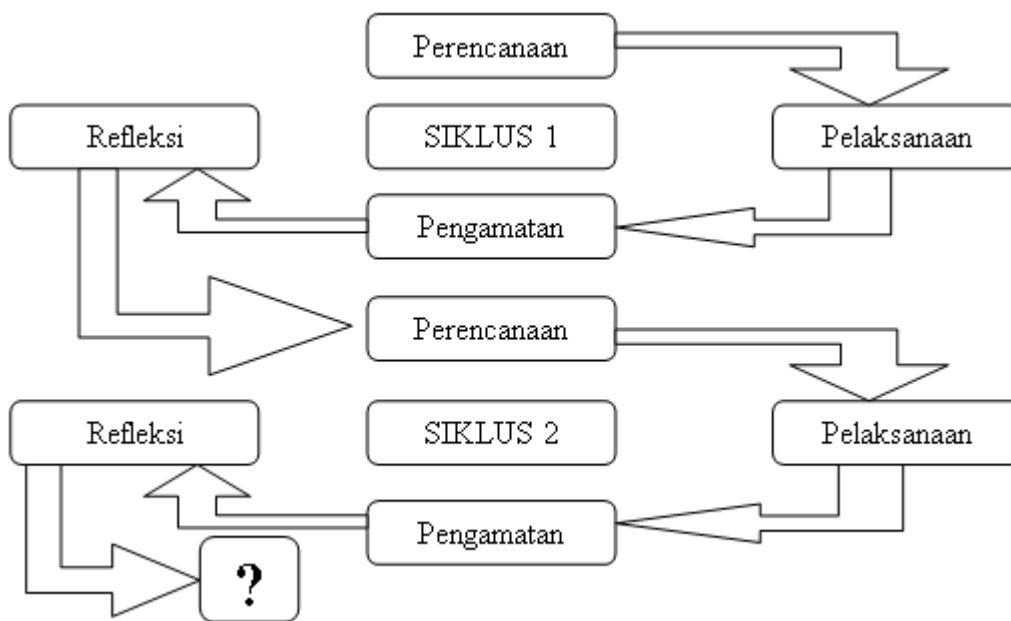 Perencanaan
Refleksi
SIKLUS 1
Pelaksanaan
Pengamatan
Perencanaan
Refleksi
SIKLUS 2
Pelaksanaan
Pengamatan
?